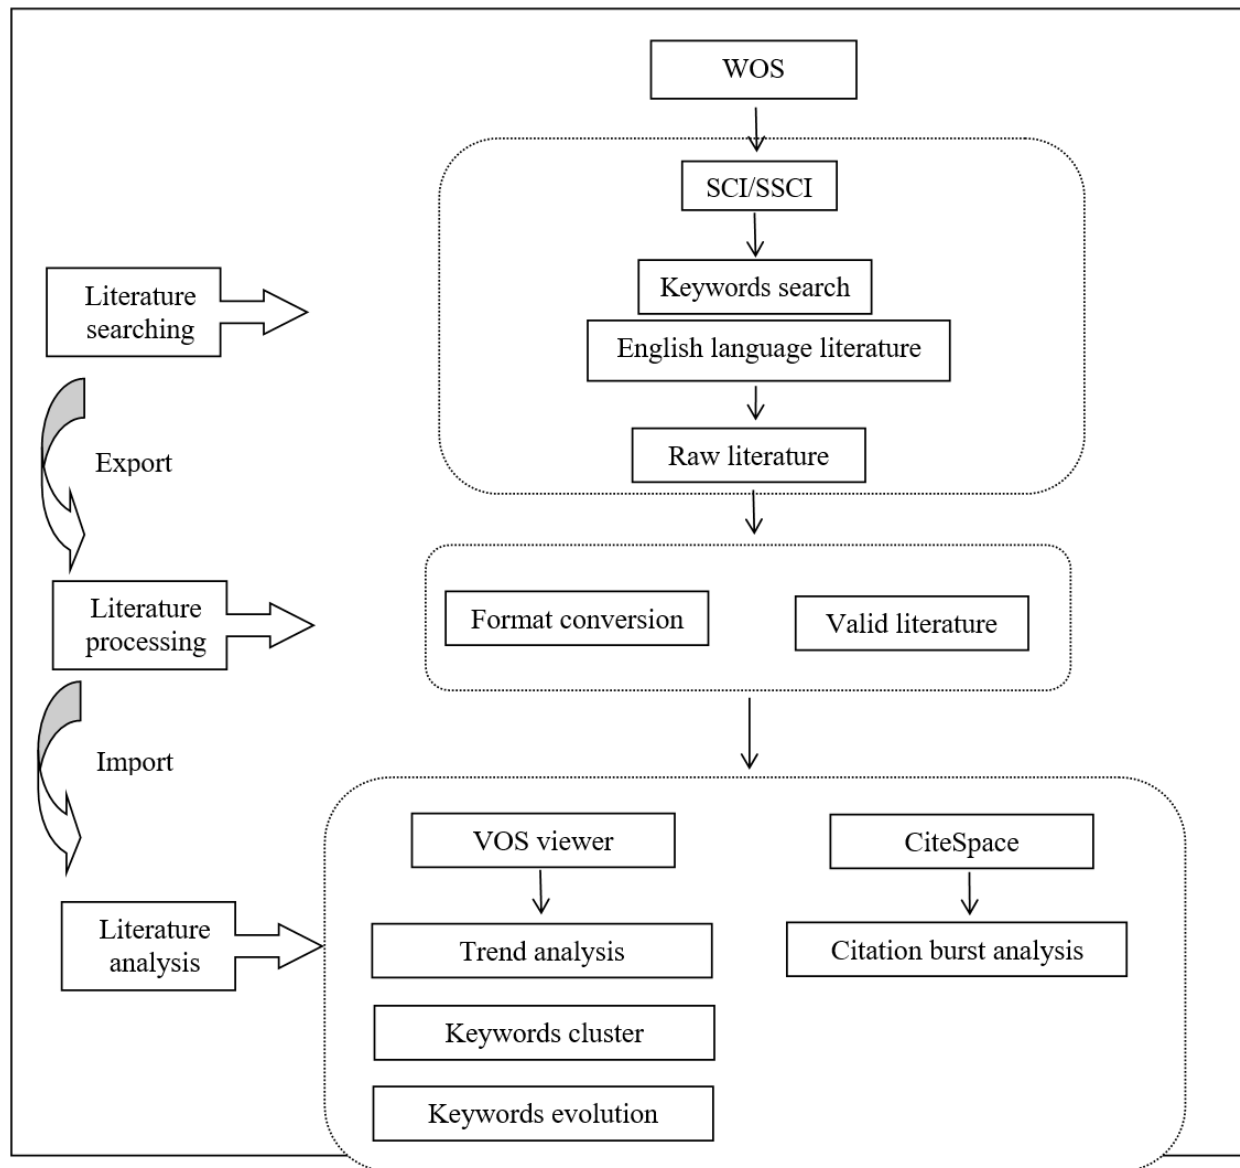 WOS
SCI/SSCI
Keywords search
English language literature
Raw literature
Literature
searching
Export
Literature
processing
Format conversion
Valid literature
Import
Literature
analysis
VOS viewer
CiteSpace
Trend analysis
Citation burst analysis
Keywords cluster
Keywords evolution